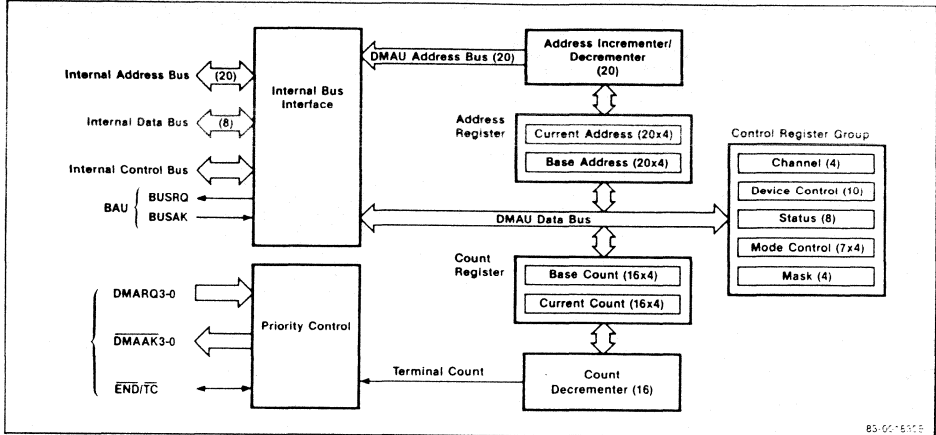 DMAU Address Bus (20)
Address Incrementer/
Decrementer
(20)
Internal Address Bus
(20)
Internal Bus
Interface
Internal Data Bus
(8)
Internal Control Bus
BAU
BUSRQ
BUSAK
Address
Register
Current Address (20x4)
Base Address (20x4)
Control Register Group
Channel (4)
Device Control (10)
Status (8)
Mode Control (7x4)
Mask (4)
DMAU Data Bus
Count
Register
Base Count (16x4)
Current Count (16x4)
DMARQ3-0
DMAAK3-0
END/TC
Priority Control
Terminal Count
Count
Decrementer (16)